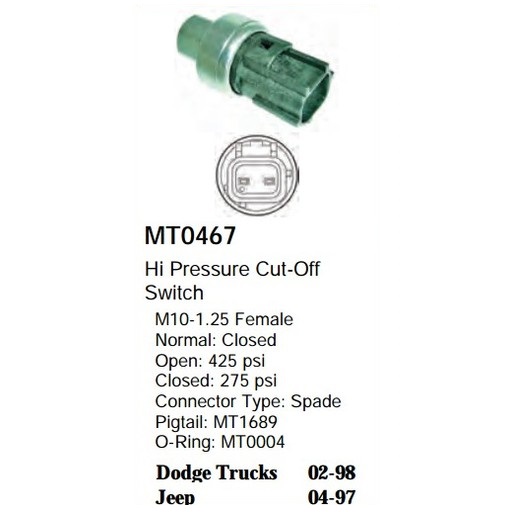 MT0467
Hi Pressure Cut-Off
Switch
M10-1.25 Female
Normal: Closed
Open: 425 psi
Closed: 275 psi
Connector Type: Spade
Pigtail: MT1689
O-Ring: MT0004
Dodge Trucks 02-98
Jeep 04-97